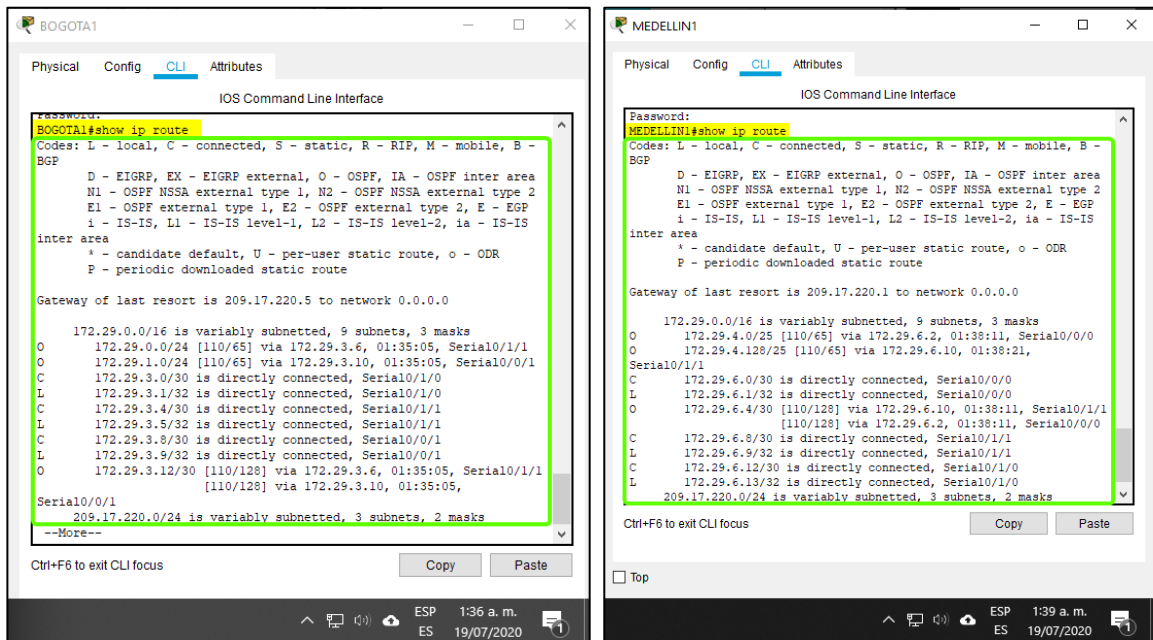 BOGOTA1
Physical Config CLI Attributes
IOS Command Line Interface
Password:
BOGOTA1#show ip route
Codes: L - local, C - connected, S - static, R - RIP, M - mobile, B -
BGP
D - EIGRP, EX - EIGRP external, O - OSPF, IA - OSPF inter area
N1 - OSPF NSSA external type 1, N2 - OSPF NSSA external type 2
E1 - OSPF external type 1, E2 - OSPF external type 2, E - EGP
i - IS-IS, L1 - IS-IS level-1, L2 - IS-IS level-2, ia - IS-IS
inter area
* - candidate default, U - per-user static route, o - ODR
P - periodic downloaded static route
Gateway of last resort is 209.17.220.5 to network 0.0.0.0
172.29.0.0/16 is variably subnetted, 9 subnets, 3 masks
O 172.29.0.0/24 [110/65] via 172.29.3.6, 01:35:05, Serial0/1/1
O 172.29.1.0/24 [110/65] via 172.29.3.10, 01:35:05, Serial0/0/1
C 172.29.3.0/30 is directly connected, Serial0/1/0
L 172.29.3.1/32 is directly connected, Serial0/1/0
C 172.29.3.4/30 is directly connected, Serial0/1/1
L 172.29.3.5/32 is directly connected, Serial0/1/1
C 172.29.3.8/30 is directly connected, Serial0/0/1
L 172.29.3.9/32 is directly connected, Serial0/0/1
O 172.29.3.12/30 [110/128] via 172.29.3.6, 01:35:05, Serial0/1/1
[110/128] via 172.29.3.10, 01:35:05,
Serial0/0/1
209.17.220.0/24 is variably subnetted, 3 subnets, 2 masks
--More--
Ctrl+F6 to exit CLI focus Copy Paste
ESP 1:36 a. m.
ES 19/07/2020 1
MEDELLIN1
Physical Config CLI Attributes
IOS Command Line Interface
Password:
MEDELLIN1#show ip route
Codes: L - local, C - connected, S - static, R - RIP, M - mobile, B -
BGP
D - EIGRP, EX - EIGRP external, O - OSPF, IA - OSPF inter area
N1 - OSPF NSSA external type 1, N2 - OSPF NSSA external type 2
E1 - OSPF external type 1, E2 - OSPF external type 2, E - EGP
i - IS-IS, L1 - IS-IS level-1, L2 - IS-IS level-2, ia - IS-IS
inter area
* - candidate default, U - per-user static route, o - ODR
P - periodic downloaded static route
Gateway of last resort is 209.17.220.1 to network 0.0.0.0
172.29.0.0/16 is variably subnetted, 9 subnets, 3 masks
O 172.29.4.0/25 [110/65] via 172.29.6.2, 01:38:11, Serial0/0/0
O 172.29.4.128/25 [110/65] via 172.29.6.10, 01:38:21,
Serial0/1/1
C 172.29.6.0/30 is directly connected, Serial0/0/0
L 172.29.6.1/32 is directly connected, Serial0/0/0
O 172.29.6.4/30 [110/128] via 172.29.6.10, 01:38:11, Serial0/1/1
[110/128] via 172.29.6.2, 01:38:11, Serial0/0/0
C 172.29.6.8/30 is directly connected, Serial0/1/1
L 172.29.6.9/32 is directly connected, Serial0/1/1
C 172.29.6.12/30 is directly connected, Serial0/1/0
L 172.29.6.13/32 is directly connected, Serial0/1/0
209.17.220.0/24 is variably subnetted, 3 subnets, 2 masks
Ctrl+F6 to exit CLI focus Copy Paste
Top
ESP 1:39 a. m.
ES 19/07/2020 1